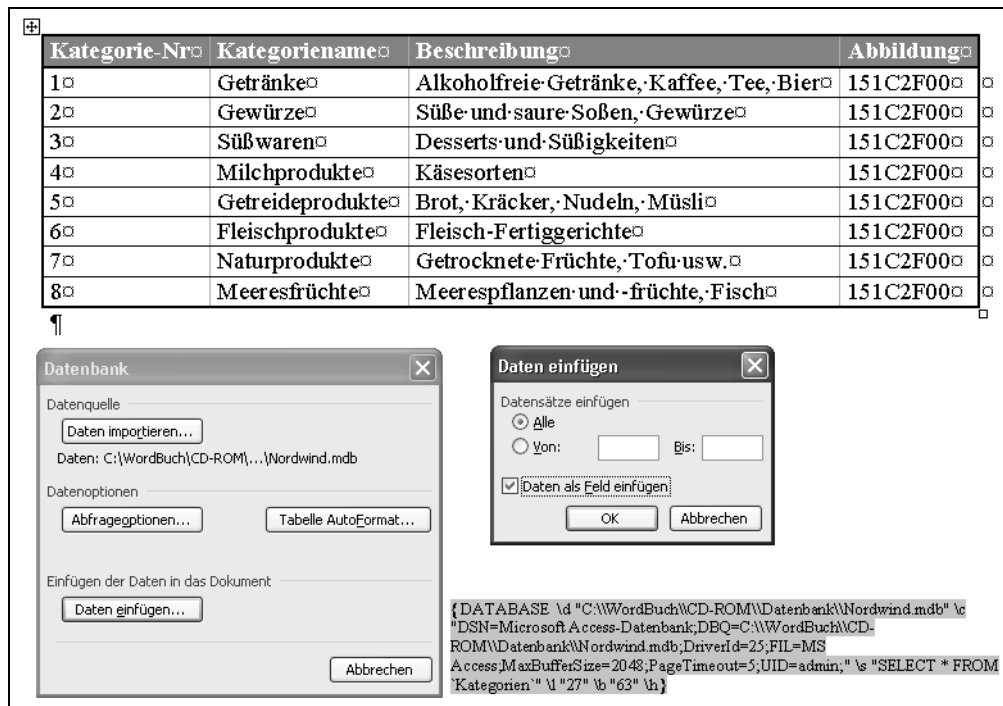 Kategorie-Nr¤ Kategoriename¤ Beschreibung¤ Abbildung¤
1¤ Getränke¤ Alkoholfreie·Getränke,·Kaffee,·Tee,·Bier¤ 151C2F00¤ ¤
2¤ Gewürze¤ Süße·und·saure·Soßen,·Gewürze¤ 151C2F00¤ ¤
3¤ Süßwaren¤ Desserts·und·Süßigkeiten¤ 151C2F00¤ ¤
4¤ Milchprodukte¤ Käsesorten¤ 151C2F00¤ ¤
5¤ Getreideprodukte¤ Brot,·Kräcker,·Nudeln,·Müsli¤ 151C2F00¤ ¤
6¤ Fleischprodukte¤ Fleisch-Fertiggerichte¤ 151C2F00¤ ¤
7¤ Naturprodukte¤ Getrocknete·Früchte,·Tofu·usw.¤ 151C2F00¤ ¤
8¤ Meeresfrüchte¤ Meerespflanzen·und·-früchte,·Fisch¤ 151C2F00¤ ¤
¶
Datenbank
Datenquelle
Daten importieren...
Daten: C:\WordBuch\CD-ROM\...\Nordwind.mdb
Datenoptionen
Abfrageoptionen...
Tabelle AutoFormat...
Einfügen der Daten in das Dokument
Daten einfügen...
Abbrechen
Daten einfügen
Datensätze einfügen
Alle
Von: Bis:
Daten als Feld einfügen
OK Abbrechen
{DATABASE \d "C:\\WordBuch\\CD-ROM\\Datenbank\\Nordwind.mdb" \c
"DSN=Microsoft Access-Datenbank;DBQ=C:\\WordBuch\\CD-
ROM\\Datenbank\\Nordwind.mdb;DriverId=25;FIL=MS
Access;MaxBufferSize=2048;PageTimeout=5;UID=admin;" \s "SELECT * FROM
`Kategorien`" \l "27" \b "63" \h}